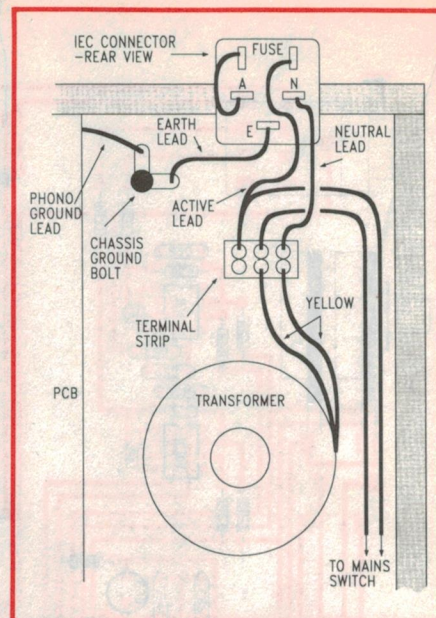 IEC CONNECTOR
-REAR VIEW
FUSE
A
N
E
EARTH
LEAD
NEUTRAL
LEAD
PHONO
GROUND
LEAD
CHASSIS
GROUND
BOLT
ACTIVE
LEAD
TERMINAL
STRIP
YELLOW
PCB
TRANSFORMER
TO MAINS
SWITCH